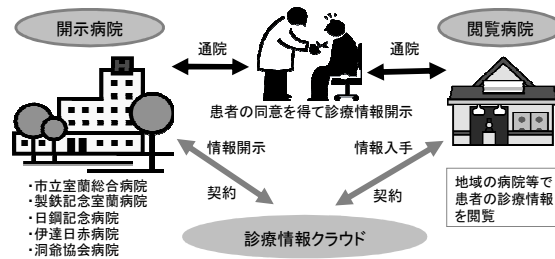 開示病院
閲覧病院
通院
通院
H
患者の同意を得て診療情報開示
情報開示
情報入手
契約
契約
・市立室蘭総合病院
・製鉄記念室蘭病院
・日鋼記念病院
・伊達日赤病院
・洞爺協会病院
地域の病院等で
患者の診療情報
を閲覧
診療情報クラウド